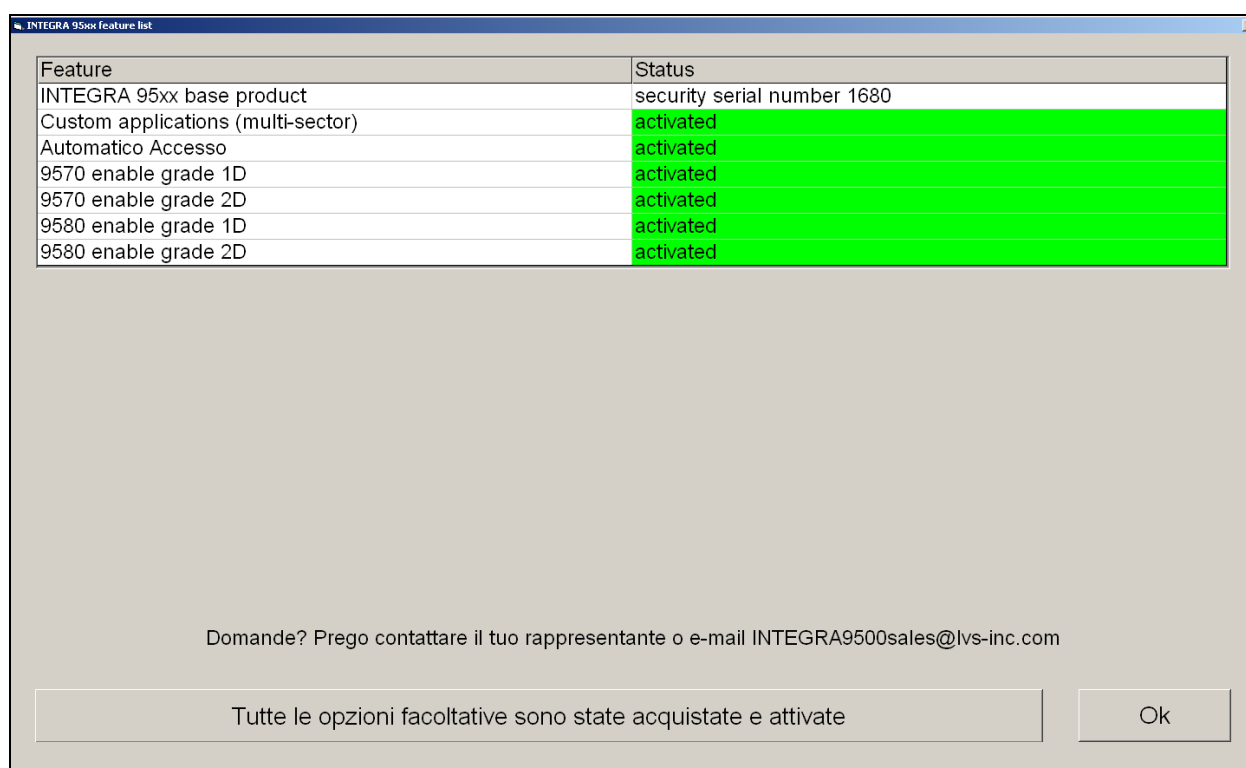 INTEGRA 95xx feature list
Feature Status
INTEGRA 95xx base product security serial number 1680
Custom applications (multi-sector) activated
Automatico Accesso activated
9570 enable grade 1D activated
9570 enable grade 2D activated
9580 enable grade 1D activated
9580 enable grade 2D activated
Domande? Prego contattare il tuo rappresentante o e-mail INTEGRA9500sales@lvs-inc.com
Tutte le opzioni facoltative sono state acquistate e attivate Ok